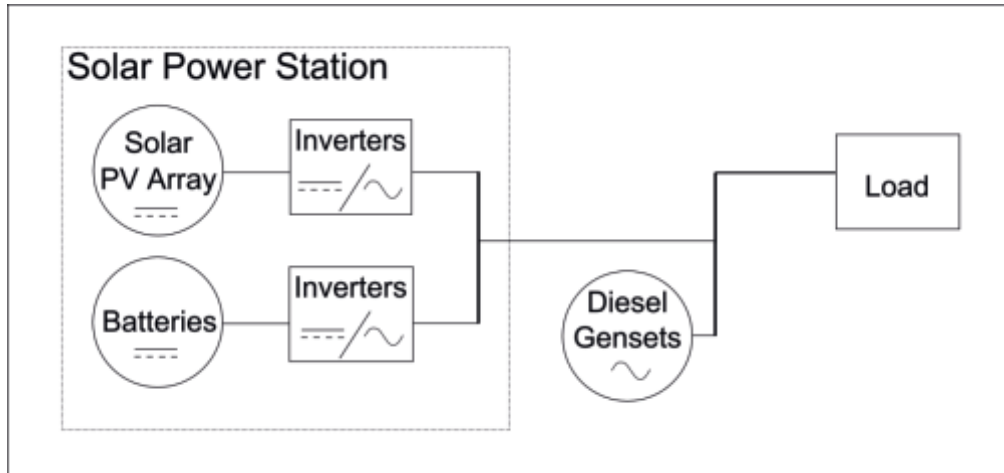 Solar Power Station
Solar
PV Array
Inverters
Batteries
Inverters
Diesel
Gensets
Load